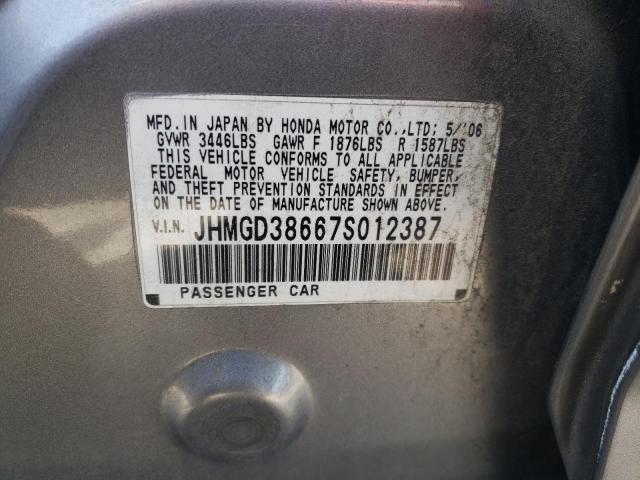 MFD.IN JAPAN BY HONDA MOTOR CO.,LTD; 5/'06
GVWR 3446LBS GAWR F 1876LBS R 1587LBS
THIS VEHICLE CONFORMS TO ALL APPLICABLE
FEDERAL MOTOR VEHICLE SAFETY, BUMPER,
AND THEFT PREVENTION STANDARDS IN EFFECT
ON THE DATE OF MANUFACTURE SHOWN ABOVE.
V.I.N. JHMGD38667S012387
PASSENGER CAR